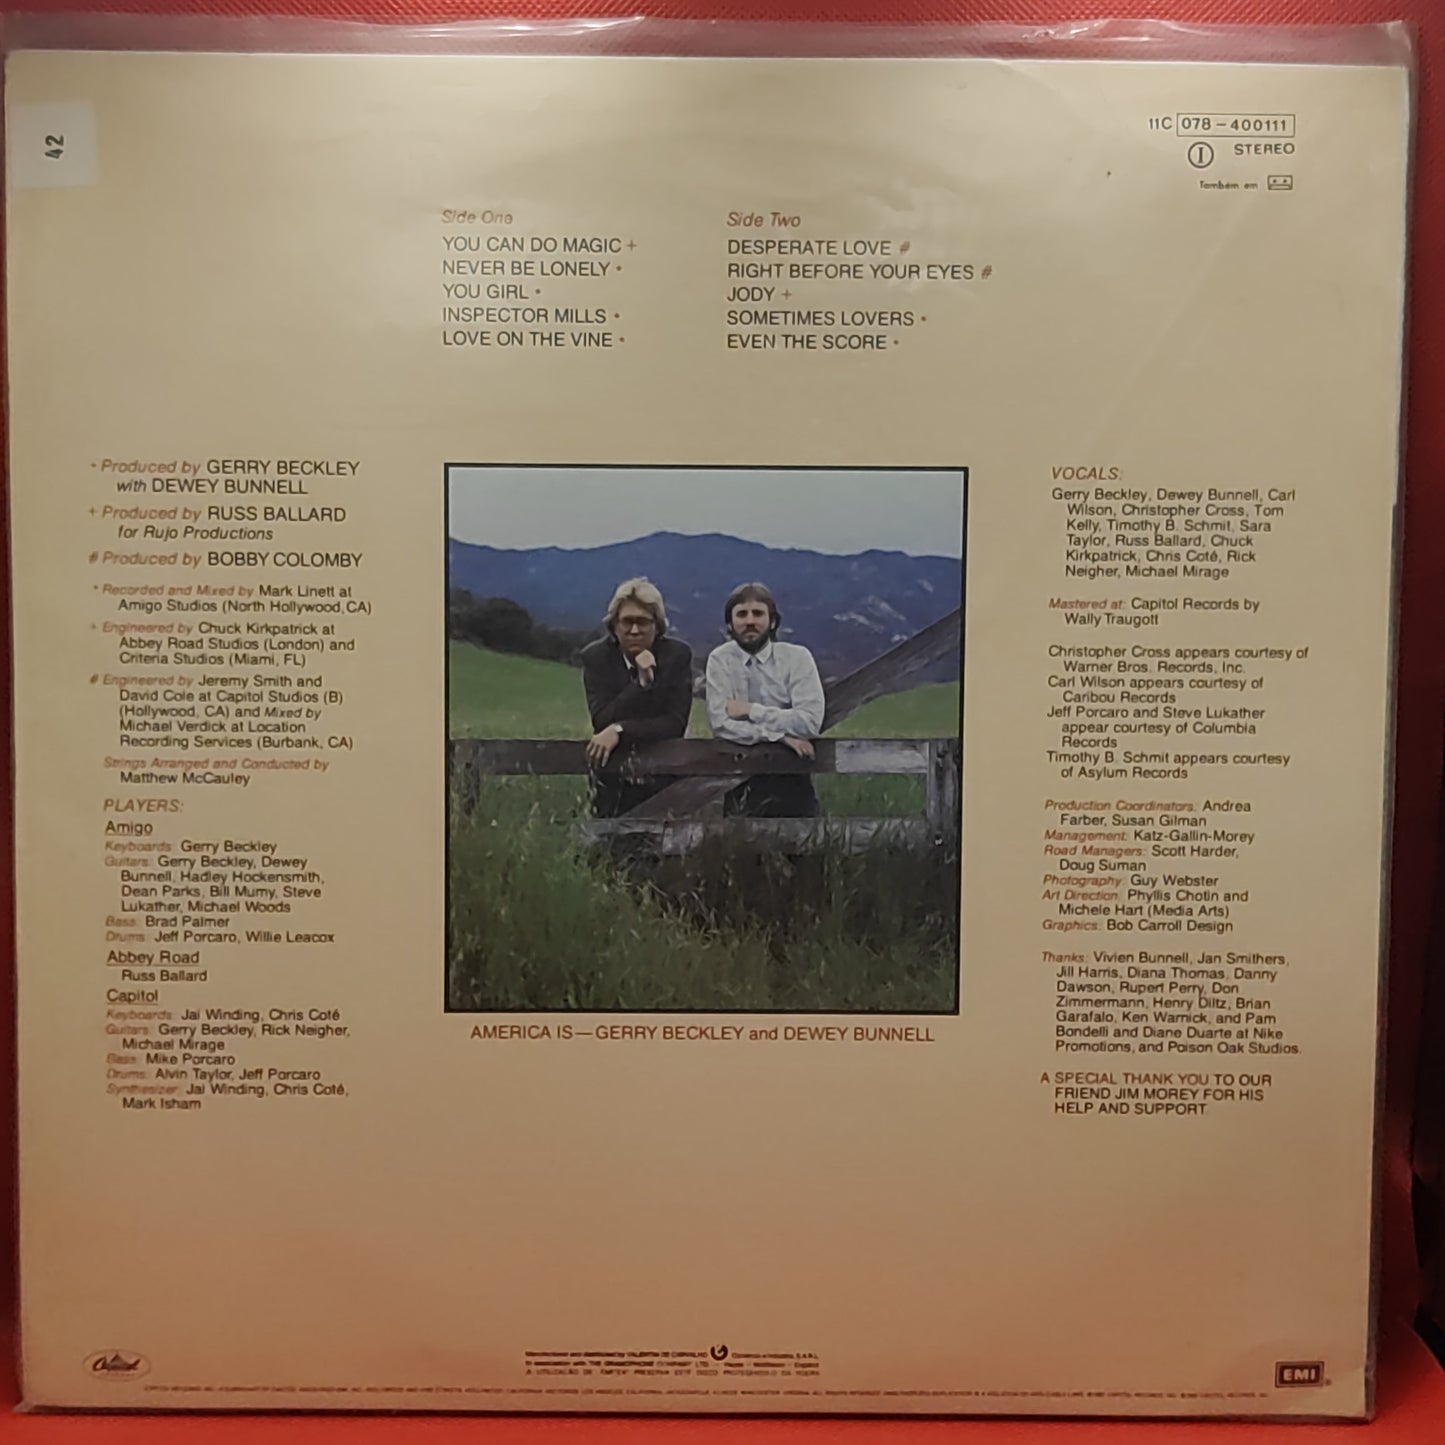 42
11C 078-400111
I STEREO
Também em
Side One
YOU CAN DO MAGIC +
NEVER BE LONELY •
YOU GIRL •
INSPECTOR MILLS •
LOVE ON THE VINE •
Side Two
DESPERATE LOVE #
RIGHT BEFORE YOUR EYES #
JODY +
SOMETIMES LOVERS •
EVEN THE SCORE •
• Produced by GERRY BECKLEY
with DEWEY BUNNELL
+ Produced by RUSS BALLARD
for Rujo Productions
# Produced by BOBBY COLOMBY
* Recorded and Mixed by Mark Linett at
Amigo Studios (North Hollywood, CA)
+ Engineered by Chuck Kirkpatrick at
Abbey Road Studios (London) and
Criteria Studios (Miami, FL)
# Engineered by Jeremy Smith and
David Cole at Capitol Studios (B)
(Hollywood, CA) and Mixed by
Michael Verdick at Location
Recording Services (Burbank, CA)
Strings Arranged and Conducted by
Matthew McCauley
PLAYERS:
Amigo
Keyboards: Gerry Beckley
Guitars: Gerry Beckley, Dewey
Bunnell, Hadley Hockensmith,
Dean Parks, Bill Mumy, Steve
Lukather, Michael Woods
Bass: Brad Palmer
Drums: Jeff Porcaro, Willie Leacox
Abbey Road
Russ Ballard
Capitol
Keyboards: Jai Winding, Chris Coté
Guitars: Gerry Beckley, Rick Neigher,
Michael Mirage
Bass: Mike Porcaro
Drums: Alvin Taylor, Jeff Porcaro
Synthesizer: Jai Winding, Chris Coté,
Mark Isham
AMERICA IS—GERRY BECKLEY and DEWEY BUNNELL
VOCALS:
Gerry Beckley, Dewey Bunnell, Carl
Wilson, Christopher Cross, Tom
Kelly, Timothy B. Schmit, Sara
Taylor, Russ Ballard, Chuck
Kirkpatrick, Chris Coté, Rick
Neigher, Michael Mirage
Mastered at: Capitol Records by
Wally Traugott
Christopher Cross appears courtesy of
Warner Bros. Records, Inc.
Carl Wilson appears courtesy of
Caribou Records
Jeff Porcaro and Steve Lukather
appear courtesy of Columbia
Records
Timothy B. Schmit appears courtesy
of Asylum Records
Production Coordinators: Andrea
Farber, Susan Gilman
Management: Katz-Gallin-Morey
Road Managers: Scott Harder,
Doug Suman
Photography: Guy Webster
Art Direction: Phyllis Chotin and
Michele Hart (Media Arts)
Graphics: Bob Carroll Design
Thanks: Vivien Bunnell, Jan Smithers,
Jill Harris, Diana Thomas, Danny
Dawson, Rupert Perry, Don
Zimmermann, Henry Diltz, Brian
Garafalo, Ken Warnick, and Pam
Bondelli and Diane Duarte at Nike
Promotions, and Poison Oak Studios.
A SPECIAL THANK YOU TO OUR
FRIEND JIM MOREY FOR HIS
HELP AND SUPPORT
Capitol
Manufactured and distributed by VALENTIM DE CARVALHO
In association with THE GRAMOPHONE COMPANY LTD. — Hayes — Middlesex — England
EMI